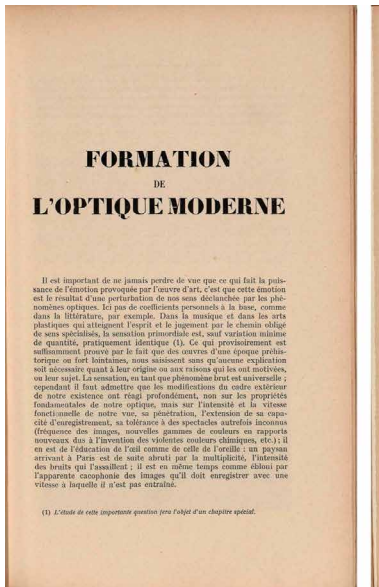 FORMATION
DE
L'OPTIQUE MODERNE
Il est important de ne jamais perdre de vue que ce qui fait la puis-
sance de l'émotion provoquée par l'œuvre d'art, c'est que cette émotion
est le résultat d'une perturbation de nos sens déclanchée par les phé-
nomènes optiques. Ici pas de coefficients personnels à la base, comme
dans la littérature, par exemple. Dans la musique et dans les arts
plastiques qui atteignent l'esprit et le jugement par le chemin obligé
de sens spécialisés, la sensation primordiale est, sauf variation minime
de quantité, pratiquement identique (1). Ce qui provisoirement est
suffisamment prouvé par le fait que des œuvres d'une époque préhis-
torique ou fort lointaines, nous saisissent sans qu'aucune explication
soit nécessaire quant à leur origine ou aux raisons qui les ont motivées,
ou leur sujet. La sensation, en tant que phénomène brut est universelle ;
cependant il faut admettre que les modifications du cadre extérieur
de notre existence ont réagi profondément, non sur les propriétés
fondamentales de notre optique, mais sur l'intensité et la vitesse
fonctionnelle de notre vue, sa pénétration, l'extension de sa capa-
cité d'enregistrement, sa tolérance à des spectacles autrefois inconnus
(fréquence des images, nouvelles gammes de couleurs en rapports
nouveaux dus à l'invention des violentes couleurs chimiques, etc.) ; il
en est de l'éducation de l'œil comme de celle de l'oreille : un paysan
arrivant à Paris est de suite abruti par la multiplicité, l'intensité
des bruits qui l'assaillent ; il est en même temps comme ébloui par
l'apparente cacophonie des images qu'il doit enregistrer avec une
vitesse à laquelle il n'est pas entraîné.
(1) L'étude de cette importante question fera l'objet d'un chapitre spécial.